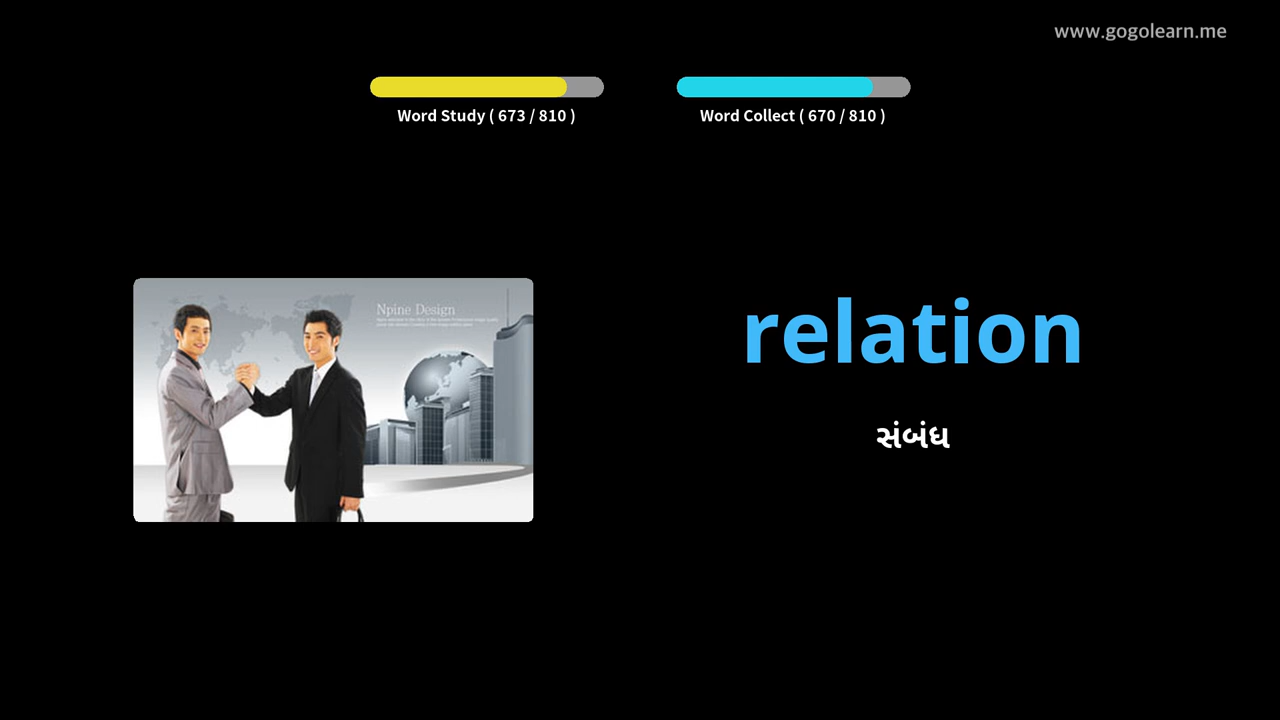 www.gogolearn.me
Word Study ( 673 / 810 )
Word Collect ( 670 / 810 )
Npine Design
relation
સંબંધ